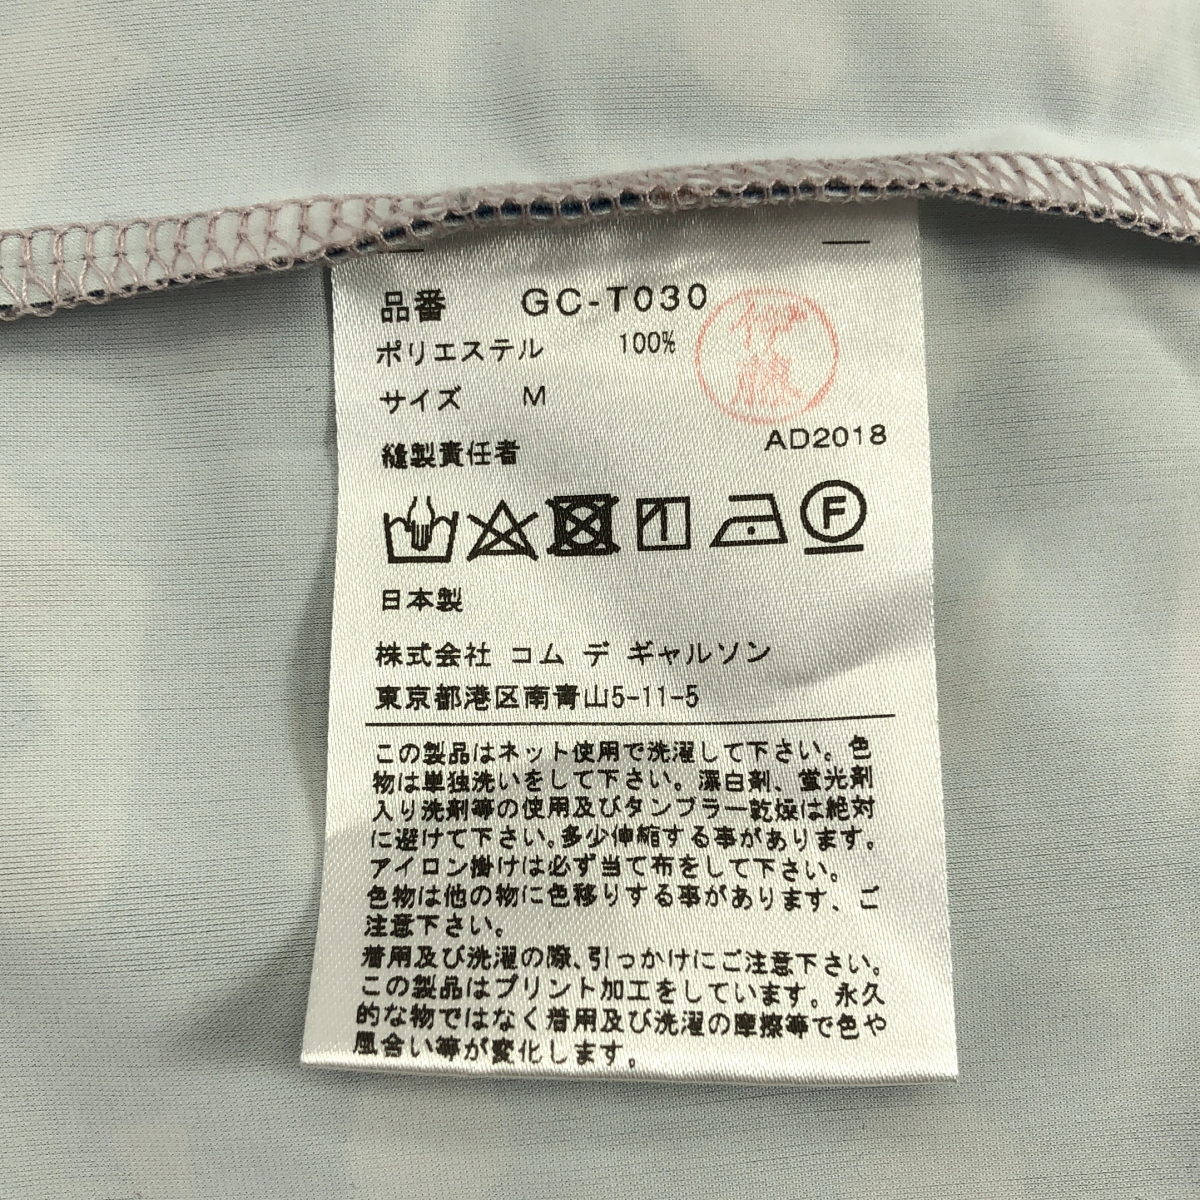 品番 GC-T030
ポリエステル 100%
サイズ M
伊藤
縫製責任者 AD2018
F
日本製
株式会社 コム デ ギャルソン
東京都港区南青山5-11-5
この製品はネット使用で洗濯して下さい。色
物は単独洗いをして下さい。漂白剤、蛍光剤
入り洗剤等の使用及びタンブラー乾燥は絶対
に避けて下さい。多少伸縮する事があります。
アイロン掛けは必ず当て布をして下さい。
色物は他の物に色移りする事があります、ご
注意下さい。
着用及び洗濯の際、引っかけにご注意下さい。
この製品はプリント加工をしています。永久
的な物ではなく着用及び洗濯の摩擦等で色や
風合い等が変化します。